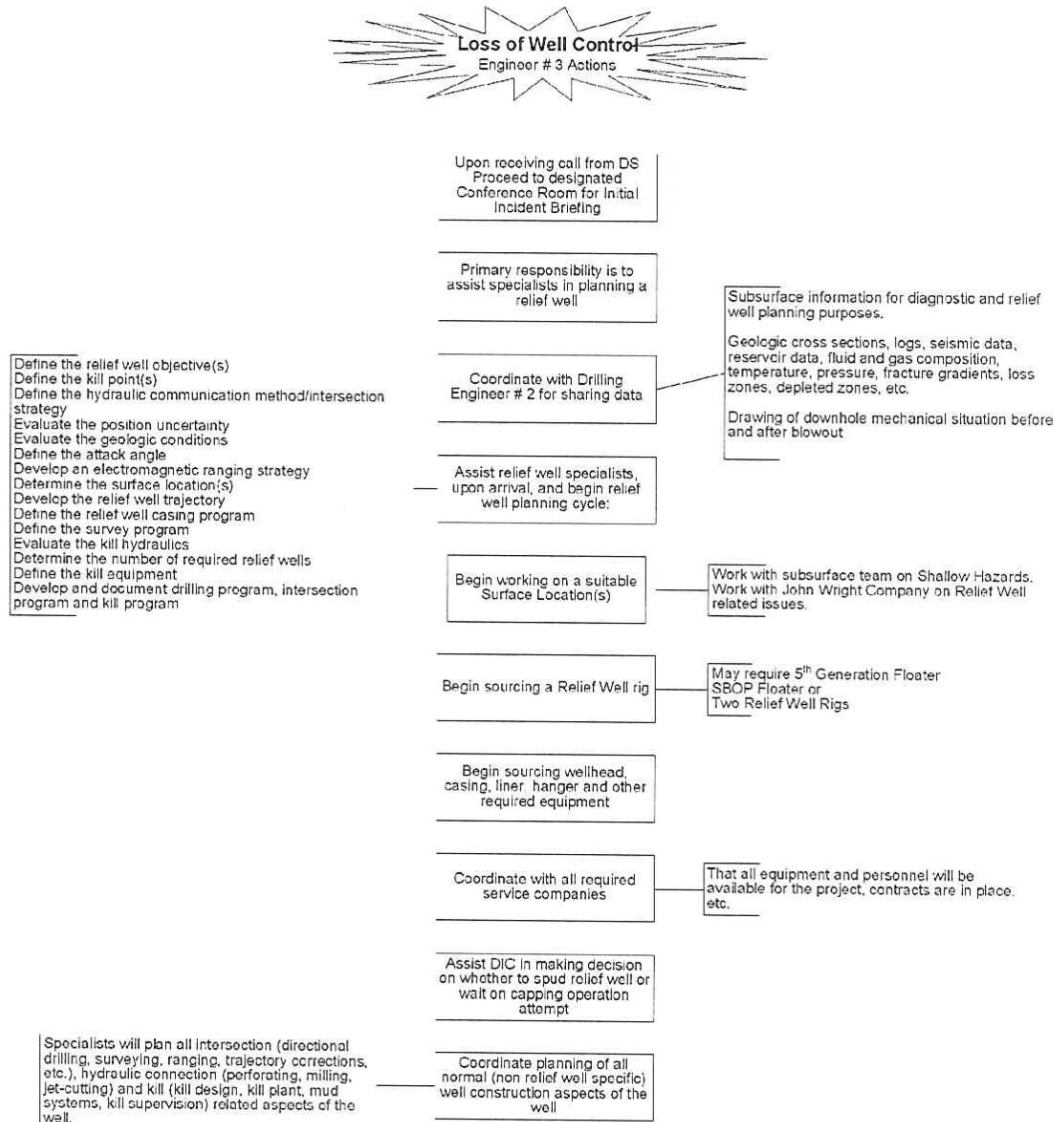 Loss of Well Control
Engineer # 3 Actions
Upon receiving call from DS
Proceed to designated
Conference Room for Initial
Incident Briefing
Primary responsibility is to
assist specialists in planning a
relief well
Coordinate with Drilling
Engineer # 2 for sharing data
Subsurface information for diagnostic and relief
well planning purposes.
Geologic cross sections, logs, seismic data,
reservoir data, fluid and gas composition,
temperature, pressure, fracture gradients, loss
zones, depleted zones, etc.
Drawing of downhole mechanical situation before
and after blowout
Assist relief well specialists,
upon arrival, and begin relief
well planning cycle:
Define the relief well objective(s)
Define the kill point(s)
Define the hydraulic communication method/intersection
strategy
Evaluate the position uncertainty
Evaluate the geologic conditions
Define the attack angle
Develop an electromagnetic ranging strategy
Determine the surface location(s)
Develop the relief well trajectory
Define the relief well casing program
Define the survey program
Evaluate the kill hydraulics
Determine the number of required relief wells
Define the kill equipment
Develop and document drilling program, intersection
program and kill program
Begin working on a suitable
Surface Location(s)
Work with subsurface team on Shallow Hazards.
Work with John Wright Company on Relief Well
related issues.
Begin sourcing a Relief Well rig
May require 5th Generation Floater
SBOP Floater or
Two Relief Well Rigs
Begin sourcing wellhead,
casing, liner, hanger and other
required equipment
Coordinate with all required
service companies
That all equipment and personnel will be
available for the project, contracts are in place.
etc.
Assist DIC in making decision
on whether to spud relief well or
wait on capping operation
attempt
Coordinate planning of all
normal (non relief well specific)
well construction aspects of the
well
Specialists will plan all intersection (directional
drilling, surveying, ranging, trajectory corrections,
etc.), hydraulic connection (perforating, milling,
jet-cutting) and kill (kill design, kill plant, mud
systems, kill supervision) related aspects of the
well.